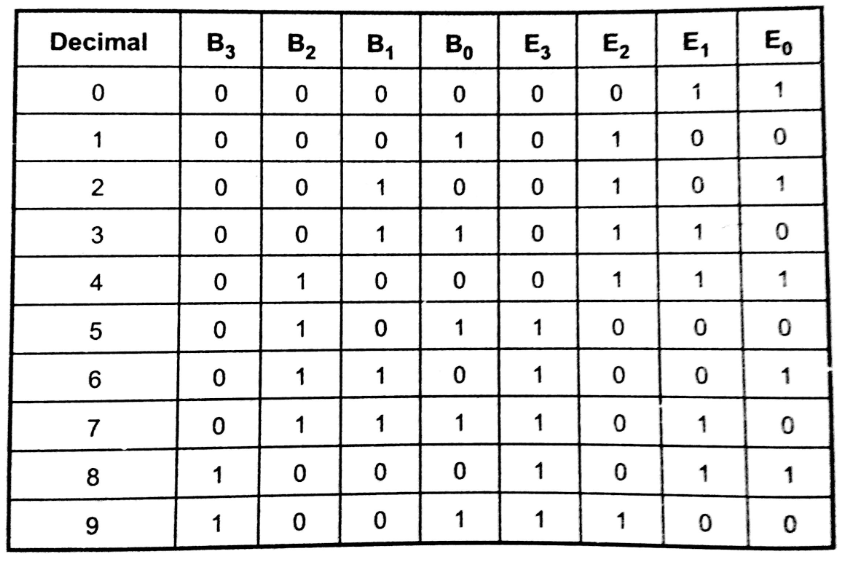 Decimal B₃ B₂ B₁ B₀ E₃ E₂ E₁ E₀
0 0 0 0 0 0 0 1 1
1 0 0 0 1 0 1 0 0
2 0 0 1 0 0 1 0 1
3 0 0 1 1 0 1 1 0
4 0 1 0 0 0 1 1 1
5 0 1 0 1 1 0 0 0
6 0 1 1 0 1 0 0 1
7 0 1 1 1 1 0 1 0
8 1 0 0 0 1 0 1 1
9 1 0 0 1 1 1 0 0